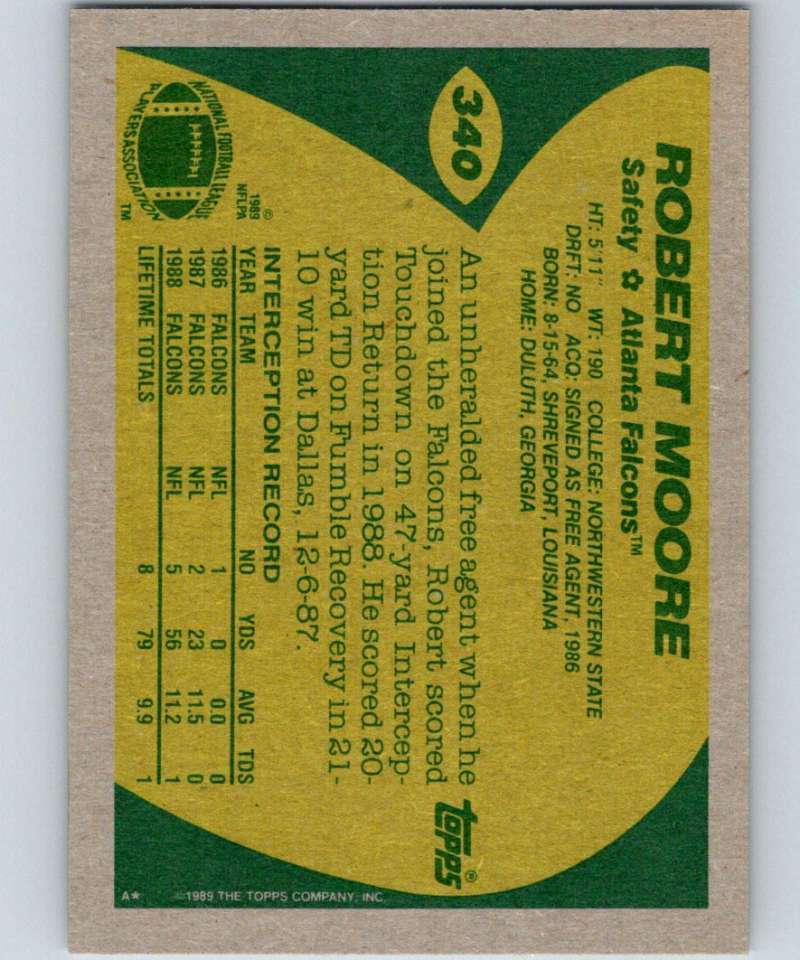 340
ROBERT MOORE
Safety ✿ Atlanta Falcons™
HT: 5'11" WT: 190 COLLEGE: NORTHWESTERN STATE
DRFT: NO ACQ: SIGNED AS FREE AGENT, 1986
BORN: 8-15-64, SHREVEPORT, LOUISIANA
HOME: DULUTH, GEORGIA
An unheralded free agent when he
joined the Falcons, Robert scored
Touchdown on 47-yard Intercep-
tion Return in 1988. He scored 20-
yard TD on Fumble Recovery in 21-
10 win at Dallas, 12-6-87.
NATIONAL FOOTBALL LEAGUE
PLAYERS ASSOCIATION
TM
©
1989
NFLPA
INTERCEPTION RECORD
YEAR TEAM NO YDS AVG TDS
1986 FALCONS NFL 1 0 0.0 0
1987 FALCONS NFL 2 23 11.5 0
1988 FALCONS NFL 5 56 11.2 1
LIFETIME TOTALS 8 79 9.9 1
topps®
A★ ©1989 THE TOPPS COMPANY, INC.